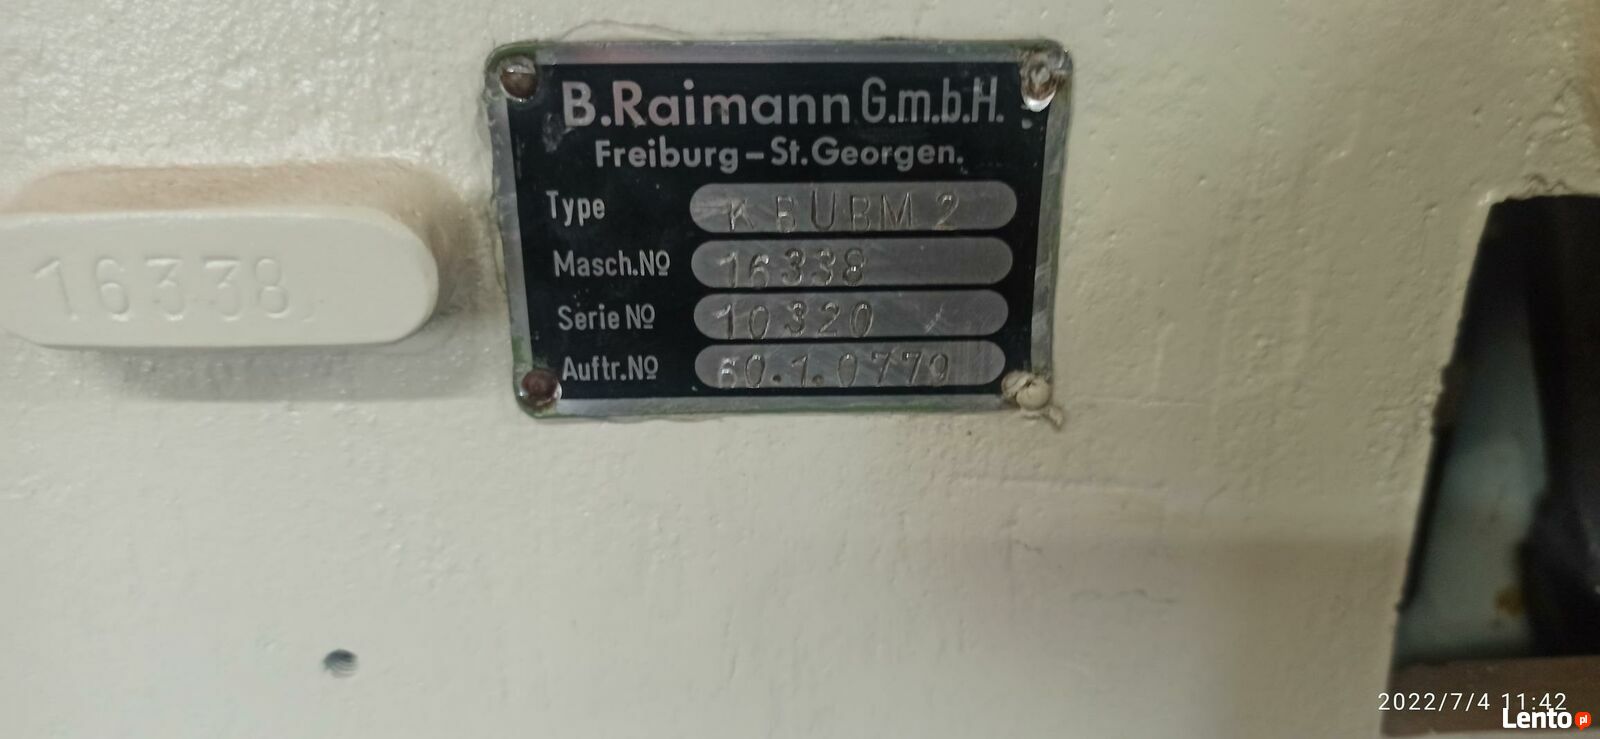 B.Raimann G.m.b.H.
Freiburg – St. Georgen.
Type K BUBM 2
Masch.No 16338
Serie No 10320
Auftr.No 60.1.0779
16338
2022/7/4 11:42
Lento.pl